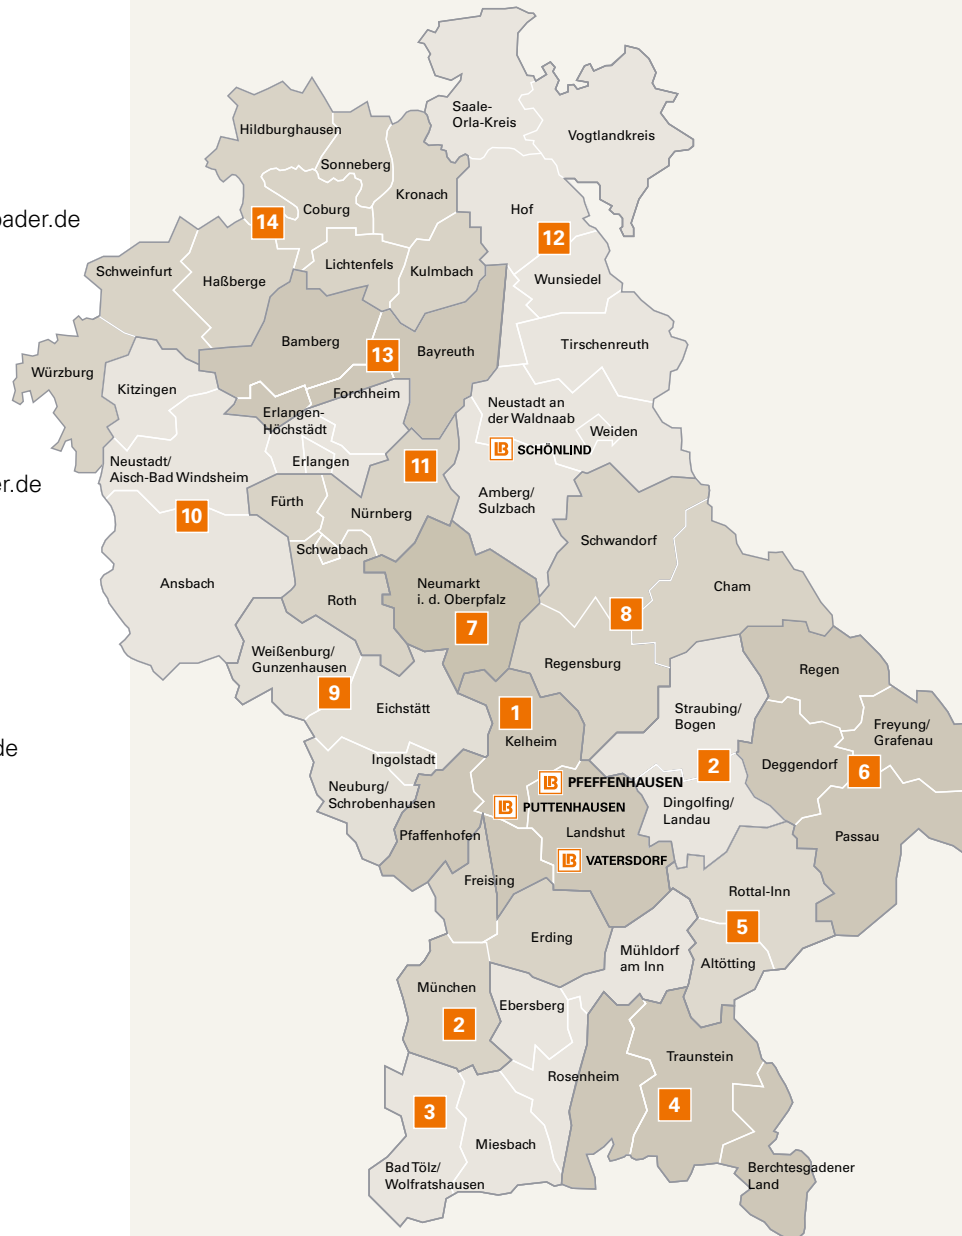 Saale-
Orla-Kreis
Vogtlandkreis
Hildburghausen
Sonneberg
Kronach
Coburg
Hof
14
12
ader.de
Lichtenfels
Kulmbach
Schweinfurt
Haßberge
Wunsiedel
Bamberg
13
Bayreuth
Tirschenreuth
Würzburg
Kitzingen
Forchheim
Neustadt an
der Waldnaab
Erlangen-
Höchstädt
Weiden
LB SCHÖNLIND
Neustadt/
Aisch-Bad Windsheim
Erlangen
11
r.de
Amberg/
Sulzbach
Fürth
10
Nürnberg
Schwandorf
Schwabach
Ansbach
Neumarkt
i. d. Oberpfalz
Cham
Roth
7
8
Weißenburg/
Gunzenhausen
Regensburg
Regen
9
Eichstätt
1
Kelheim
Straubing/
Bogen
Freyung/
Grafenau
de
Ingolstadt
2
Deggendorf
6
Neuburg/
Schrobenhausen
LB PFEFFENHAUSEN
LB PUTTENHAUSEN
Dingolfing/
Landau
Pfaffenhofen
Landshut
Passau
LB VATERSDORF
Freising
Rottal-Inn
5
Erding
Mühldorf
am Inn
Altötting
München
Ebersberg
2
Traunstein
Rosenheim
3
4
Miesbach
Bad Tölz/
Wolfratshausen
Berchtesgadener
Land